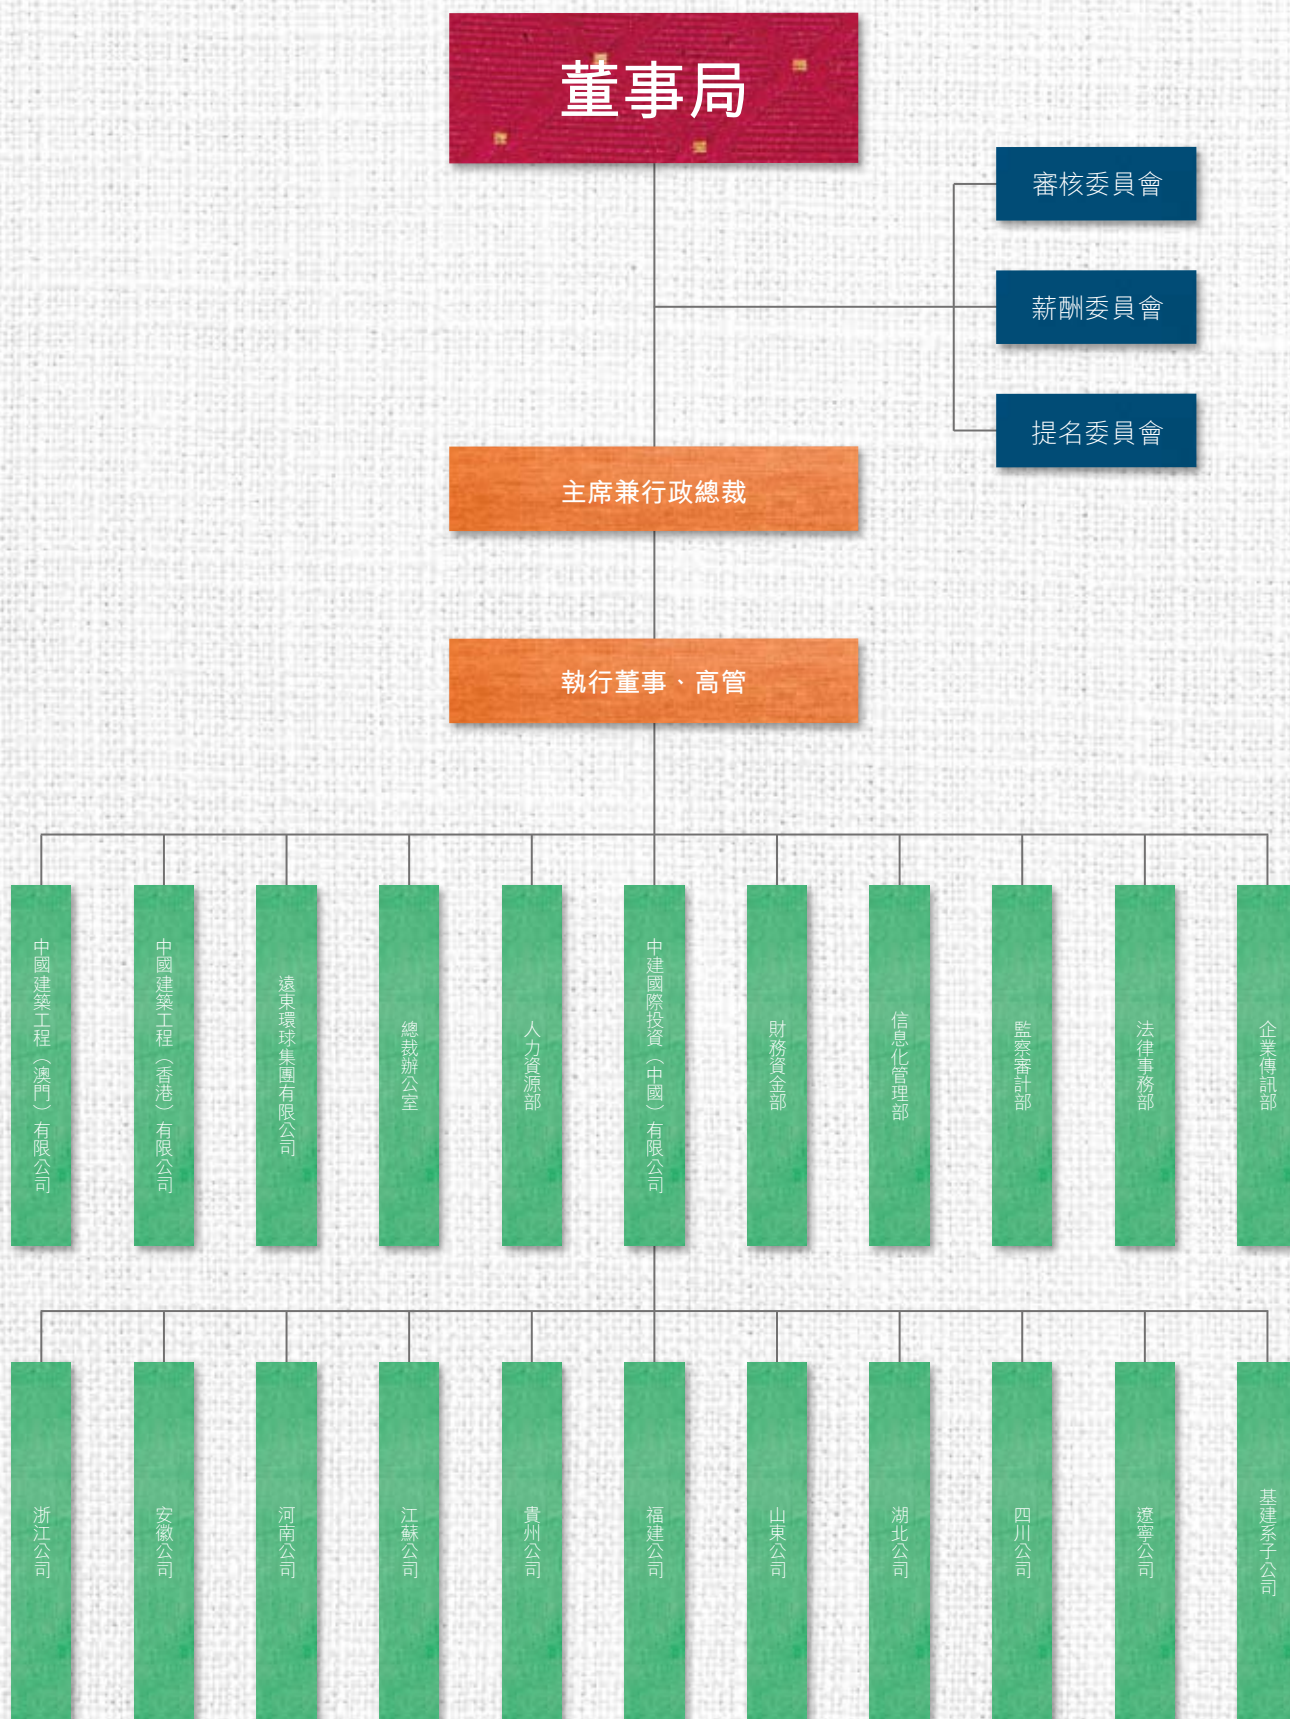 董事局
審核委員會
薪酬委員會
提名委員會
主席兼行政總裁
執行董事、高管
中國建築工程（澳門）有限公司
中國建築工程（香港）有限公司
遠東環球集團有限公司
總裁辦公室
人力資源部
中建國際投資（中國）有限公司
財務資金部
信息化管理部
監察審計部
法律事務部
企業傳訊部
浙江公司
安徽公司
河南公司
江蘇公司
貴州公司
福建公司
山東公司
湖北公司
四川公司
遼寧公司
基建系子公司